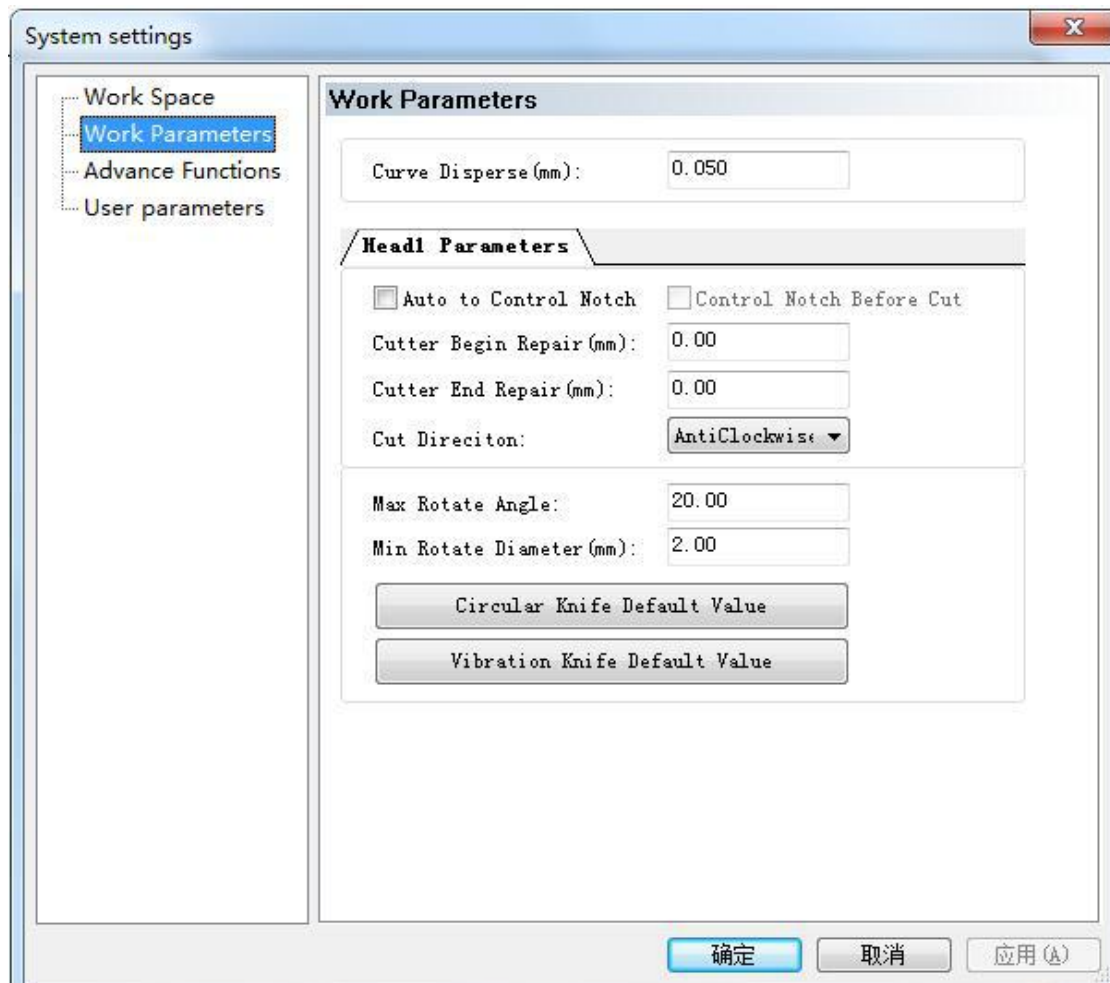 System settings
Work Space
Work Parameters
Advance Functions
User parameters
Work Parameters
Curve Disperse(mm): 0.050
Head1 Parameters
Auto to Control Notch Control Notch Before Cut
Cutter Begin Repair(mm): 0.00
Cutter End Repair(mm): 0.00
Cut Direciton: AntiClockwise
Max Rotate Angle: 20.00
Min Rotate Diameter(mm): 2.00
Circular Knife Default Value
Vibration Knife Default Value
确定 取消 应用(A)